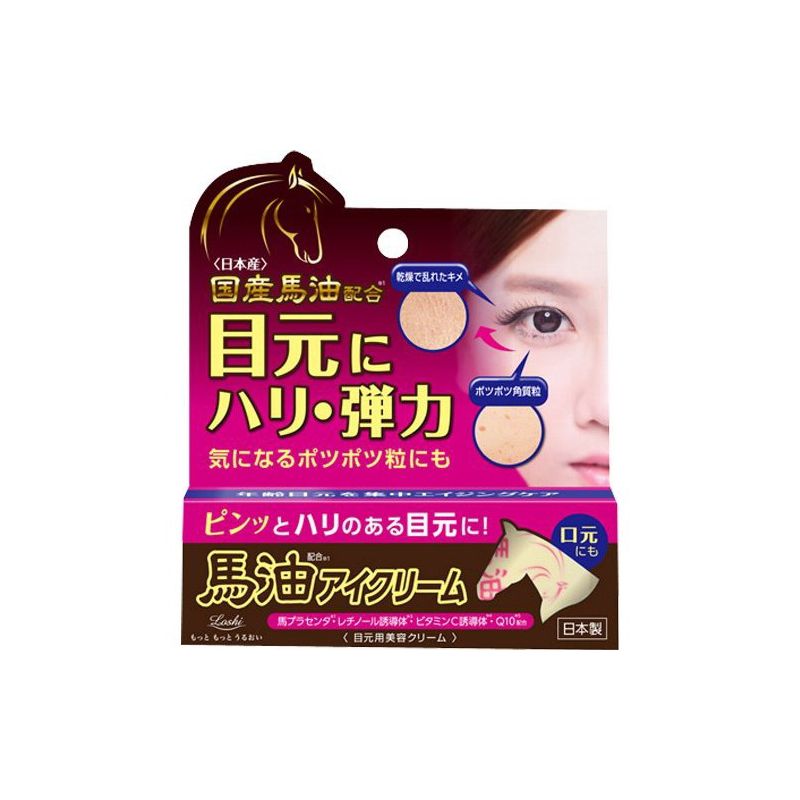 〈日本産〉
国産馬油配合※1
目元に
ハリ・弾力
気になるポツポツ粒にも
乾燥で乱れたキメ
ポツポツ角質粒
年齢目元を集中エイジングケア
ピンッとハリのある目元に!
馬油配合※1アイクリーム
口元
にも
Loshi
もっと もっと うるおい
馬プラセンタ・レチノール誘導体・ビタミンC誘導体・Q10配合
〈 目元用美容クリーム 〉
日本製